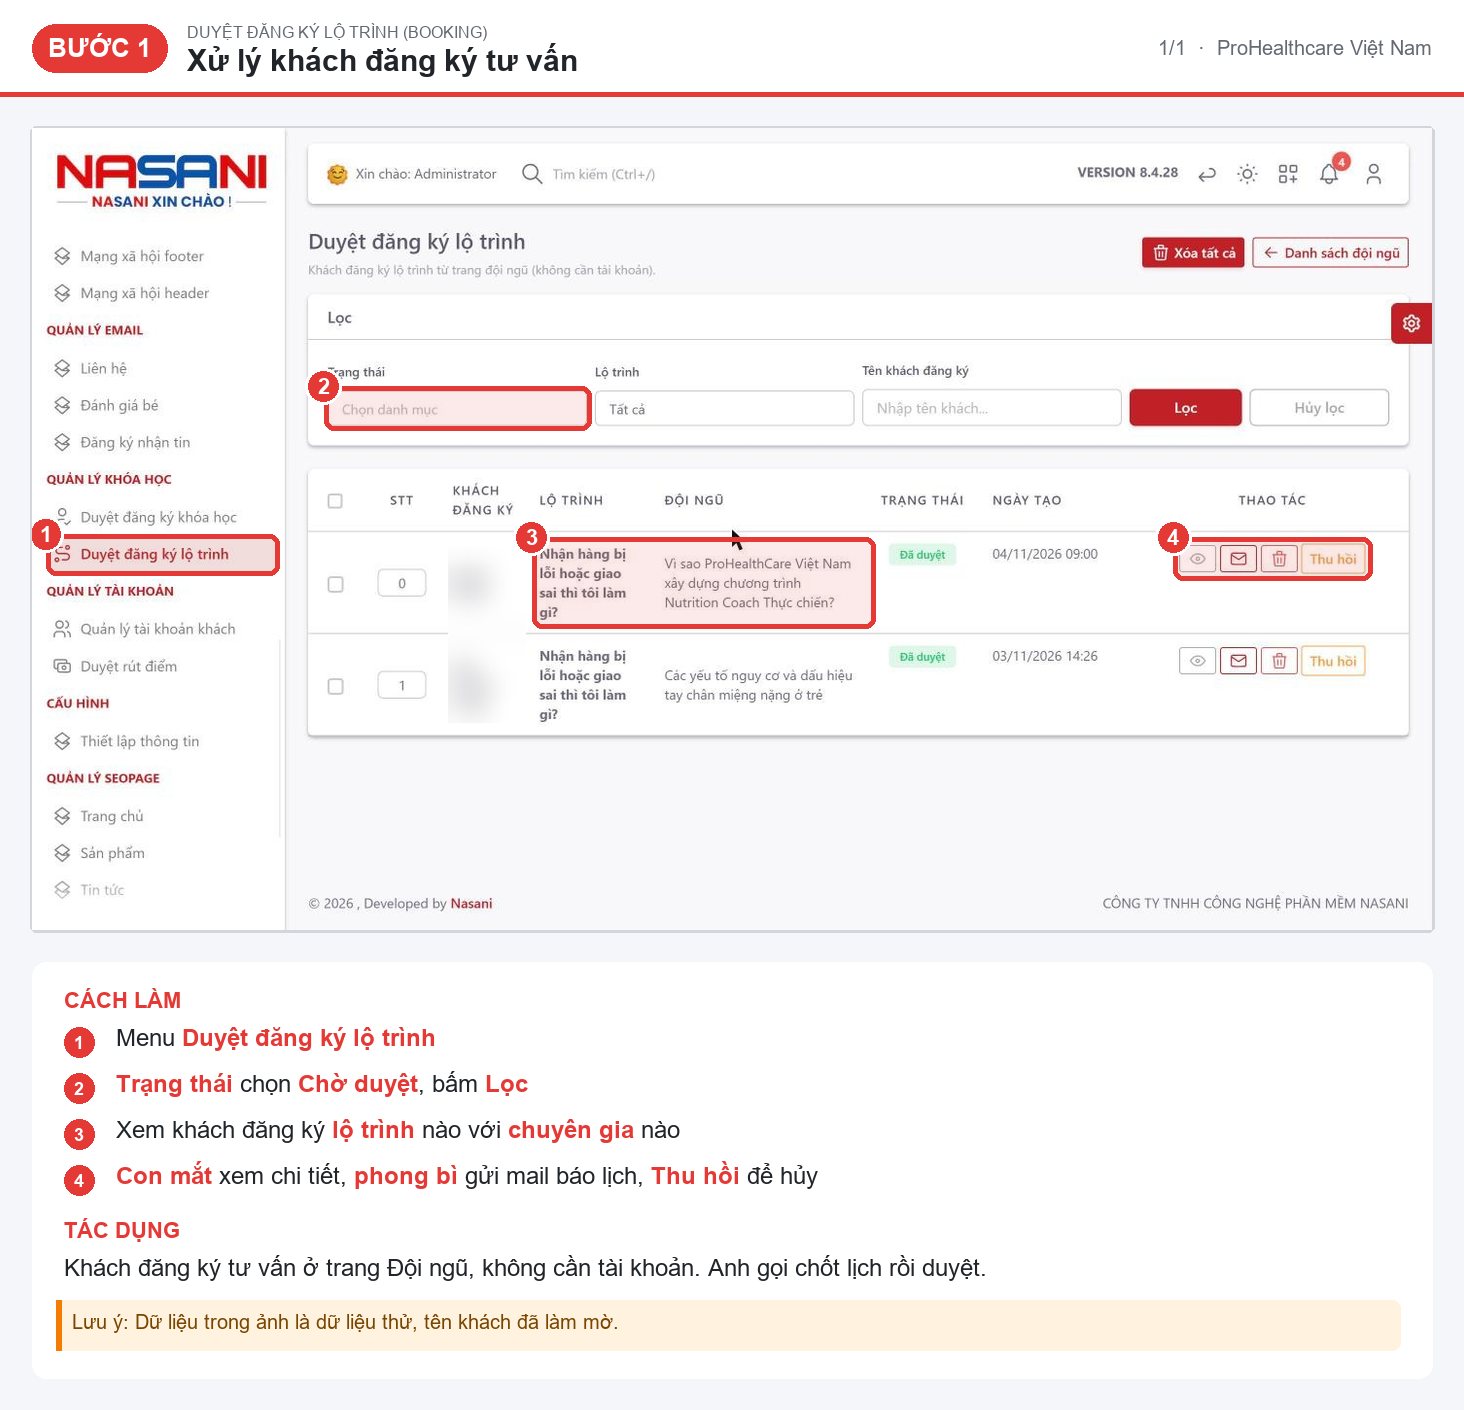 BƯỚC 1
DUYỆT ĐĂNG KÝ LỘ TRÌNH (BOOKING)
Xử lý khách đăng ký tư vấn
1/1 · ProHealthcare Việt Nam
NASANI
NASANI XIN CHÀO !
Mạng xã hội footer
Mạng xã hội header
QUẢN LÝ EMAIL
Liên hệ
Đánh giá bé
Đăng ký nhận tin
QUẢN LÝ KHÓA HỌC
Duyệt đăng ký khóa học
1
Duyệt đăng ký lộ trình
QUẢN LÝ TÀI KHOẢN
Quản lý tài khoản khách
Duyệt rút điểm
CẤU HÌNH
Thiết lập thông tin
QUẢN LÝ SEOPAGE
Trang chủ
Sản phẩm
Tin tức
Xin chào: Administrator
Tìm kiếm (Ctrl+/)
VERSION 8.4.28
4
Duyệt đăng ký lộ trình
Khách đăng ký lộ trình từ trang đội ngũ (không cần tài khoản).
Xóa tất cả
Danh sách đội ngũ
Lọc
Trạng thái
Lộ trình
Tên khách đăng ký
2
Chọn danh mục
Tất cả
Nhập tên khách...
Lọc
Hủy lọc
STT
KHÁCH ĐĂNG KÝ
LỘ TRÌNH
ĐỘI NGŨ
TRẠNG THÁI
NGÀY TẠO
THAO TÁC
0
3
Nhận hàng bị
lỗi hoặc giao
sai thì tôi làm
gì?
Vì sao ProHealthCare Việt Nam
xây dựng chương trình
Nutrition Coach Thực chiến?
Đã duyệt
04/11/2026 09:00
4
Thu hồi
1
Nhận hàng bị
lỗi hoặc giao
sai thì tôi làm
gì?
Các yếu tố nguy cơ và dấu hiệu
tay chân miệng nặng ở trẻ
Đã duyệt
03/11/2026 14:26
Thu hồi
© 2026 , Developed by Nasani
CÔNG TY TNHH CÔNG NGHỆ PHẦN MỀM NASANI
CÁCH LÀM
1 Menu Duyệt đăng ký lộ trình
2 Trạng thái chọn Chờ duyệt, bấm Lọc
3 Xem khách đăng ký lộ trình nào với chuyên gia nào
4 Con mắt xem chi tiết, phong bì gửi mail báo lịch, Thu hồi để hủy
TÁC DỤNG
Khách đăng ký tư vấn ở trang Đội ngũ, không cần tài khoản. Anh gọi chốt lịch rồi duyệt.
Lưu ý: Dữ liệu trong ảnh là dữ liệu thử, tên khách đã làm mờ.